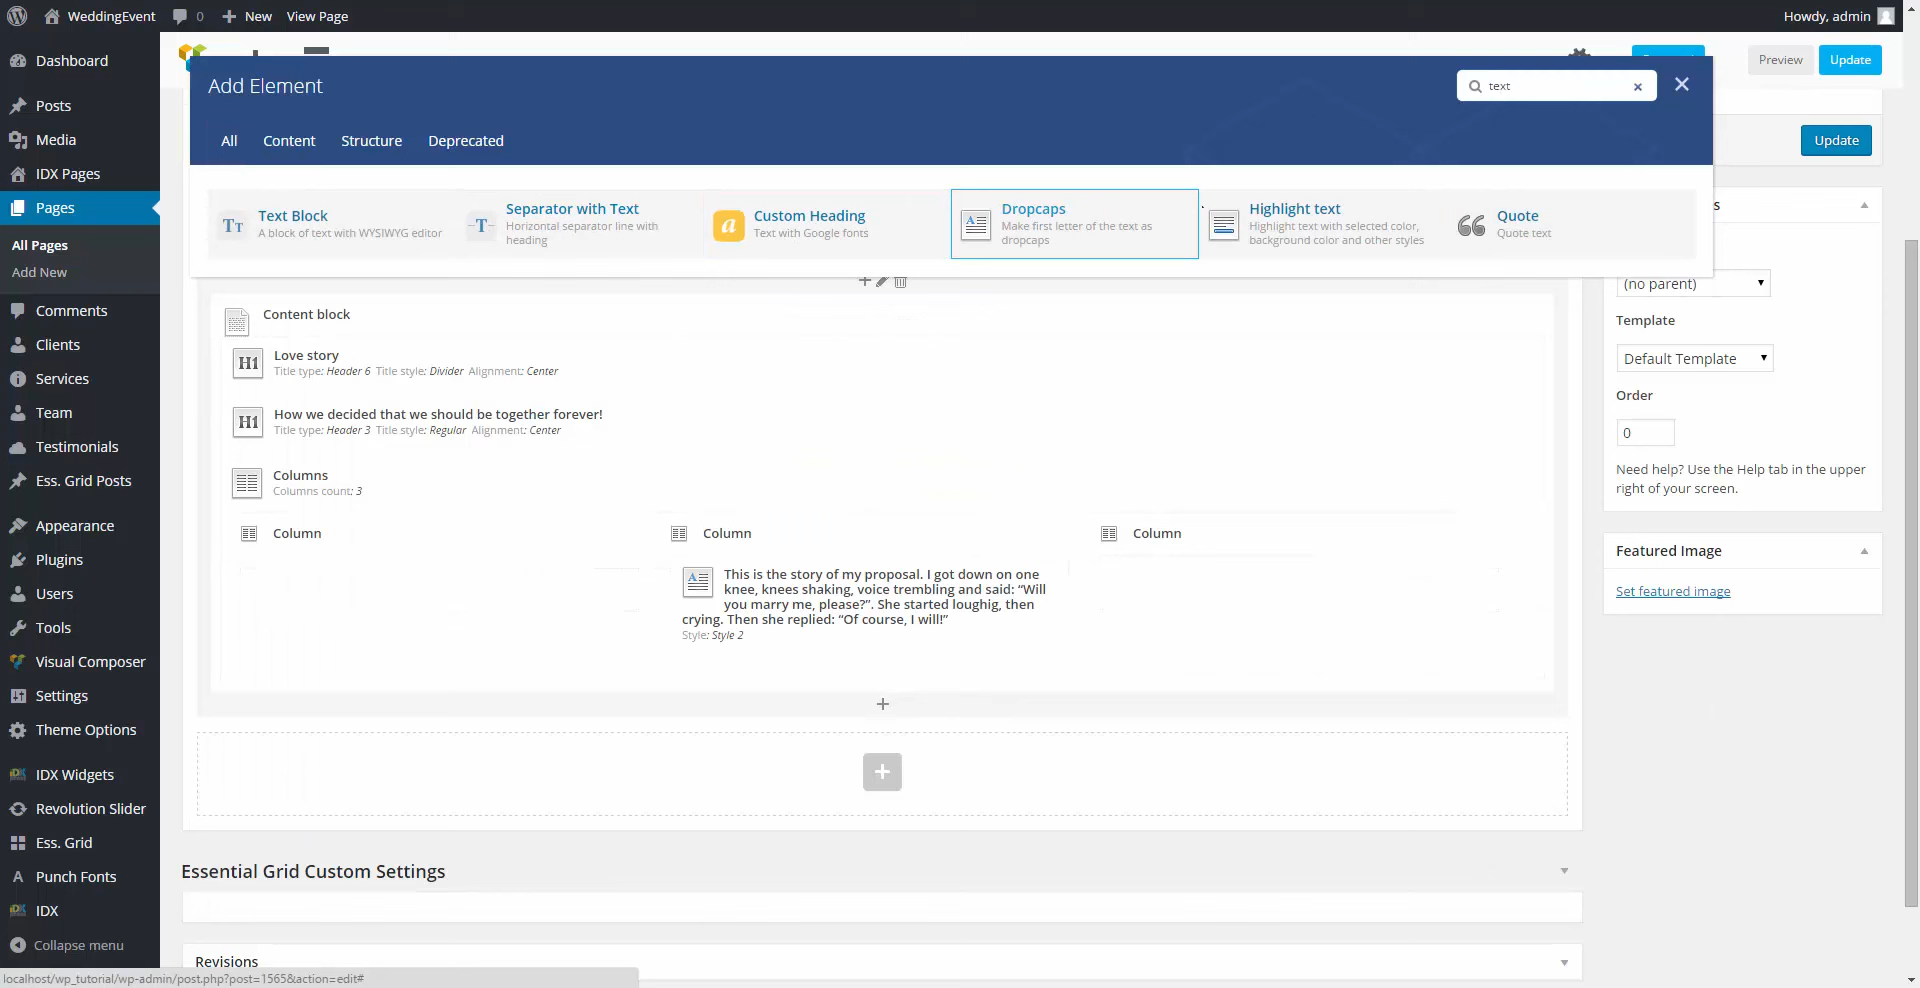 WeddingEvent
0
New
View Page
Howdy, admin
Dashboard
Posts
Media
IDX Pages
Pages
All Pages
Add New
Comments
Clients
Services
Team
Testimonials
Ess. Grid Posts
Appearance
Plugins
Users
Tools
Visual Composer
Settings
Theme Options
IDX Widgets
Revolution Slider
Ess. Grid
Punch Fonts
IDX
Collapse menu
Preview
Update
Update
Add Element
text
All
Content
Structure
Deprecated
Text Block
A block of text with WYSIWYG editor
Separator with Text
Horizontal separator line with
heading
Custom Heading
Text with Google fonts
Dropcaps
Make first letter of the text as
dropcaps
Highlight text
Highlight text with selected color,
background color and other styles
Quote
Quote text
Content block
H1
Love story
Title type: Header 6 Title style: Divider Alignment: Center
H1
How we decided that we should be together forever!
Title type: Header 3 Title style: Regular Alignment: Center
Columns
Columns count: 3
Column
Column
Column
This is the story of my proposal. I got down on one
knee, knees shaking, voice trembling and said: “Will
you marry me, please?”. She started loughig, then
crying. Then she replied: “Of course, I will!”
Style: Style 2
(no parent)
Template
Default Template
Order
0
Need help? Use the Help tab in the upper
right of your screen.
Featured Image
Set featured image
Essential Grid Custom Settings
Revisions
localhost/wp_tutorial/wp-admin/post.php?post=1565&action=edit#